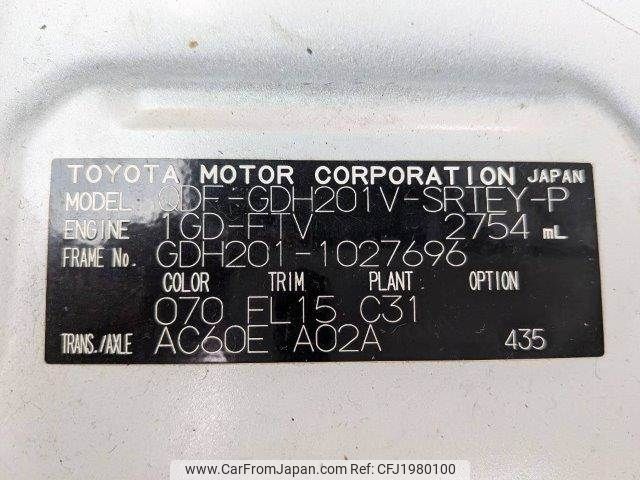 TOYOTA MOTOR CORPORATION JAPAN
MODEL QDF-GDH201V-SRTEY-P
ENGINE 1GD-FTV 2754 mL
FRAME No. GDH201-1027696
COLOR TRIM PLANT OPTION
070 FL15 C31
TRANS./AXLE AC60E A02A 435
www.CarFromJapan.com - CFJ1980100